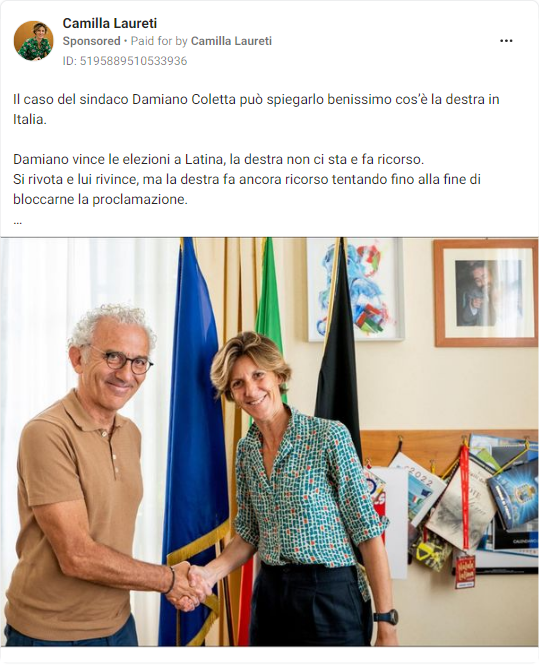 Camilla Laureti
Sponsored • Paid for by Camilla Laureti
ID: 5195889510533936
Il caso del sindaco Damiano Coletta può spiegarlo benissimo cos'è la destra in
Italia.
Damiano vince le elezioni a Latina, la destra non ci sta e fa ricorso.
Si rivota e lui rivince, ma la destra fa ancora ricorso tentando fino alla fine di
bloccarne la proclamazione.
...
2022